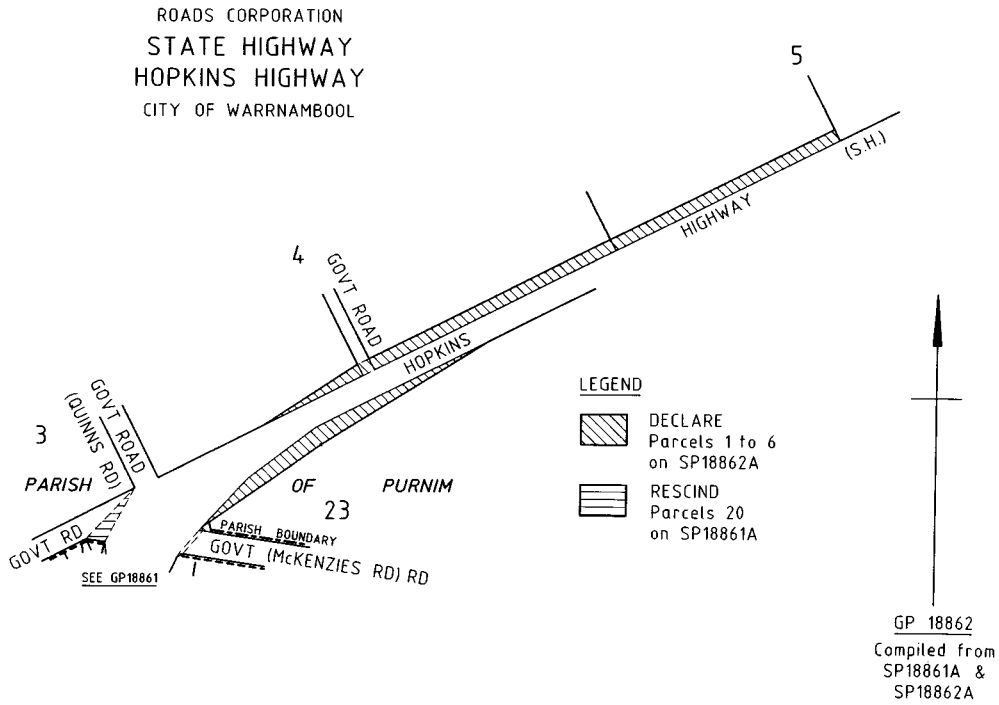 ROADS CORPORATION
STATE HIGHWAY
HOPKINS HIGHWAY
CITY OF WARRNAMBOOL
5
(S.H.)
HIGHWAY
4
GOVT ROAD
HOPKINS
GOVT ROAD
(QUINNS RD)
3
PARISH OF PURNIM
23
GOVT RD
PARISH BOUNDARY
GOVT (McKENZIES RD) RD
SEE GP18861
LEGEND
DECLARE
Parcels 1 to 6
on SP18862A
RESCIND
Parcels 20
on SP18861A
GP 18862
Compiled from
SP18861A &
SP18862A